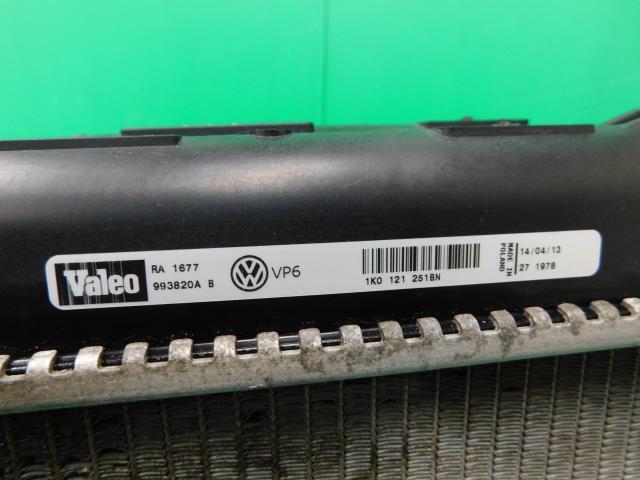 Valeo
RA 1677
993820A B
VP6
1K0 121 251BN
MADE IN
POLAND
14/04/13
27 1978